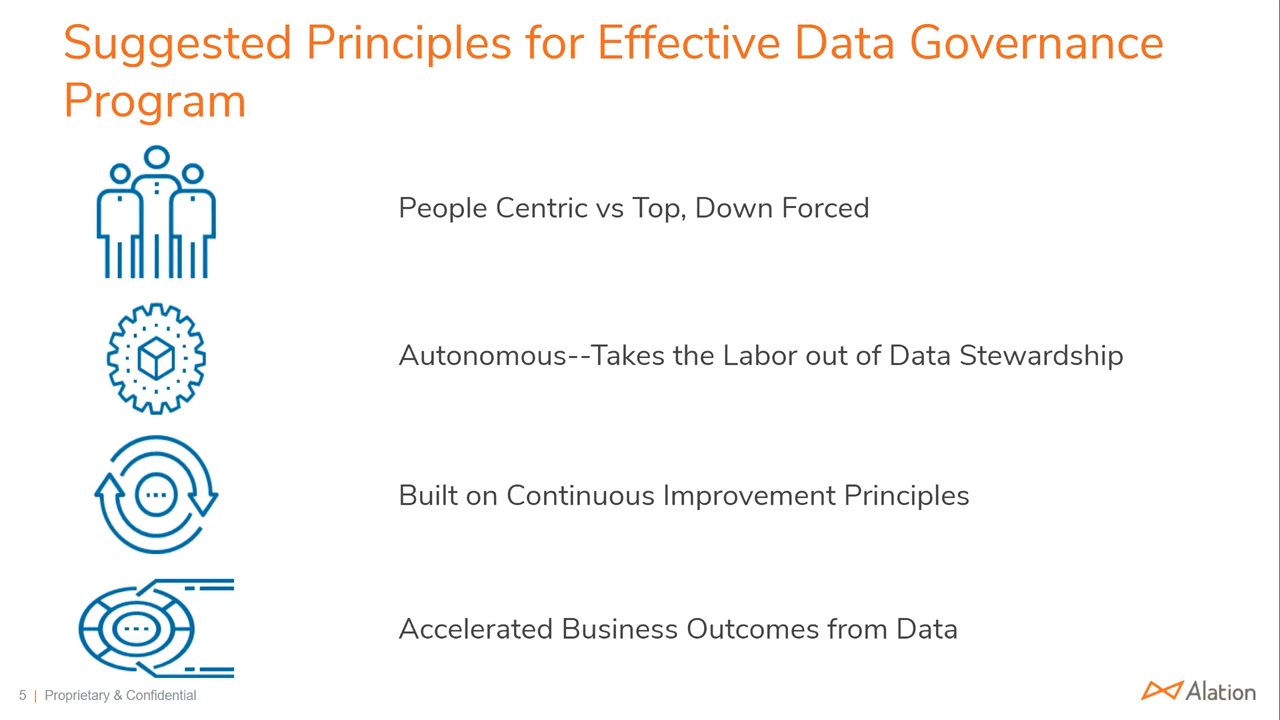 Suggested Principles for Effective Data Governance
Program
People Centric vs Top, Down Forced
Autonomous--Takes the Labor out of Data Stewardship
Built on Continuous Improvement Principles
Accelerated Business Outcomes from Data
5 | Proprietary & Confidential
Alation